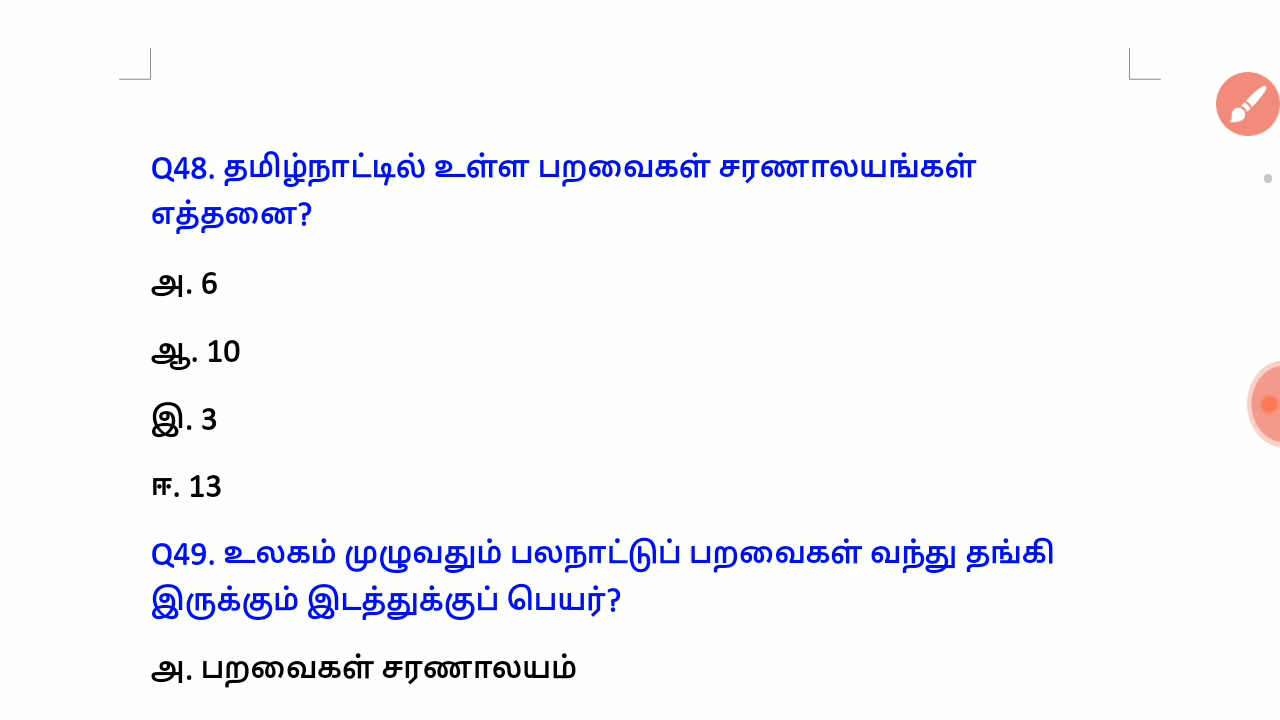 Q48. தமிழ்நாட்டில் உள்ள பறவைகள் சரணாலயங்கள்
எத்தனை?
அ. 6
ஆ. 10
இ. 3
ஈ. 13
Q49. உலகம் முழுவதும் பலநாட்டுப் பறவைகள் வந்து தங்கி
இருக்கும் இடத்துக்குப் பெயர்?
அ. பறவைகள் சரணாலயம்